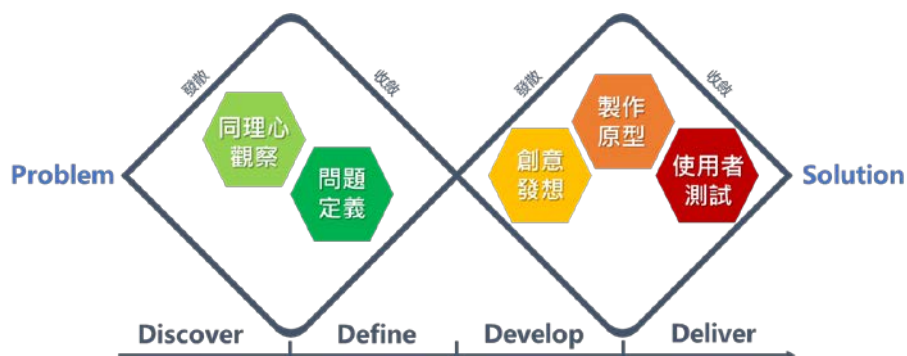 發散
收斂
發散
收斂
同理心
觀察
問題
定義
創意
發想
製作
原型
使用者
測試
Problem
Solution
Discover
Define
Develop
Deliver